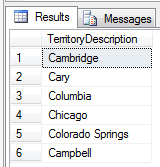 Results Messages
TerritoryDescription
1 Cambridge
2 Cary
3 Columbia
4 Chicago
5 Colorado Springs
6 Campbell